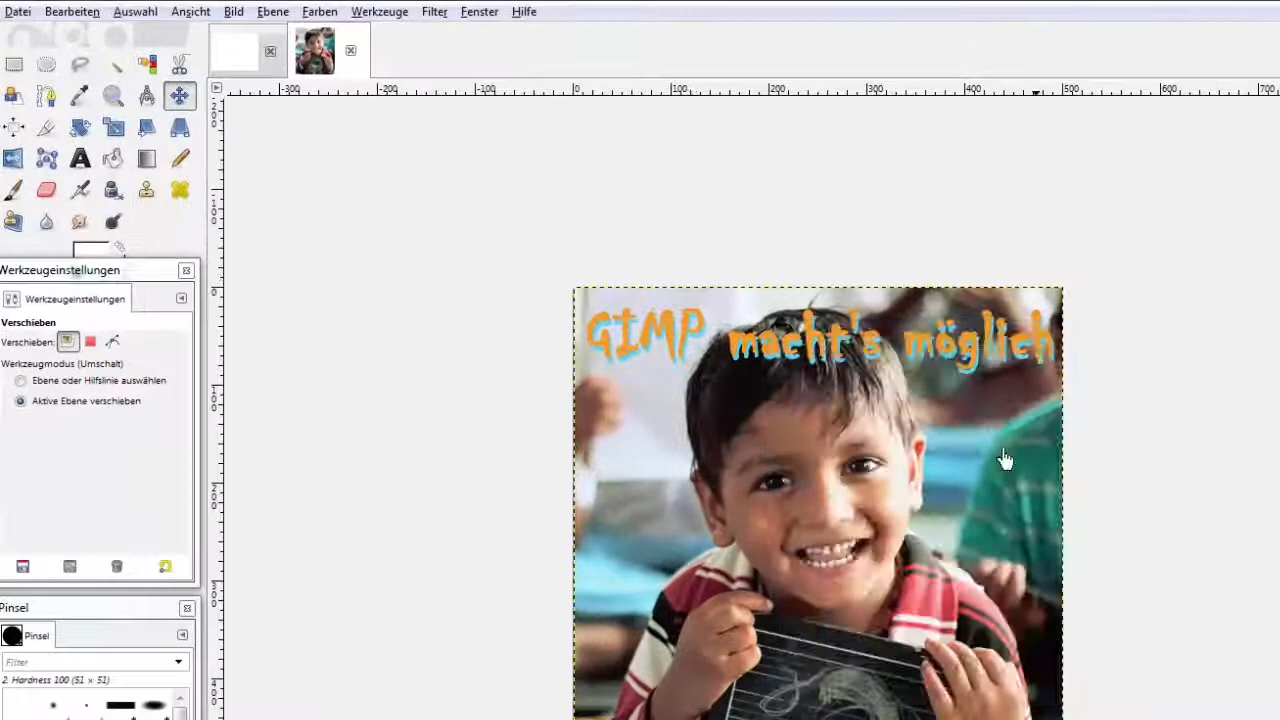 Datei Bearbeiten Auswahl Ansicht Bild Ebene Farben Werkzeuge Filter Fenster Hilfe
-300 -200 -100 0 100 200 300 400 500 600 700
GIMP macht's möglich
Werkzeugeinstellungen
Werkzeugeinstellungen
Verschieben
Verschieben:
Werkzeugmodus (Umschalt)
Ebene oder Hilfslinie auswählen
Aktive Ebene verschieben
Pinsel
Pinsel
Filter
2. Hardness 100 (51 × 51)